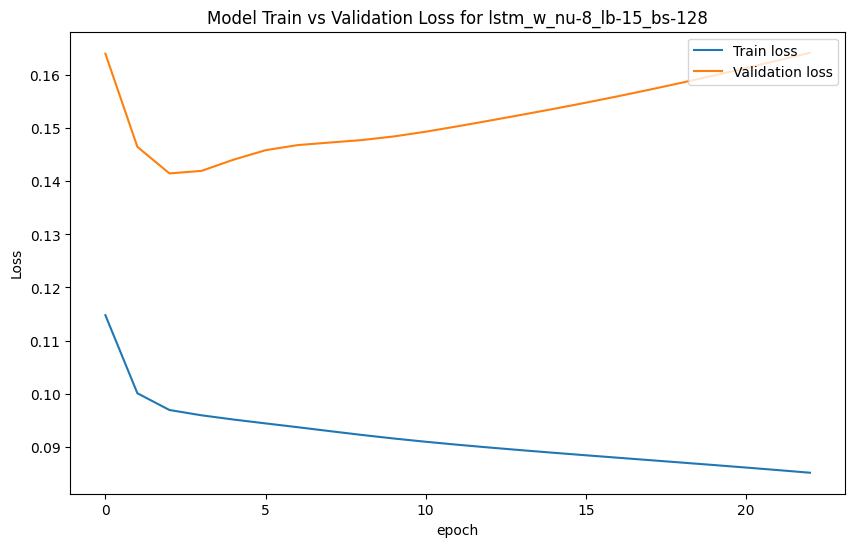 Model Train vs Validation Loss for lstm_w_nu-8_lb-15_bs-128
Train loss
Validation loss
0.16
0.15
0.14
0.13
0.12
0.11
0.10
0.09
Loss
0
5
10
15
20
epoch